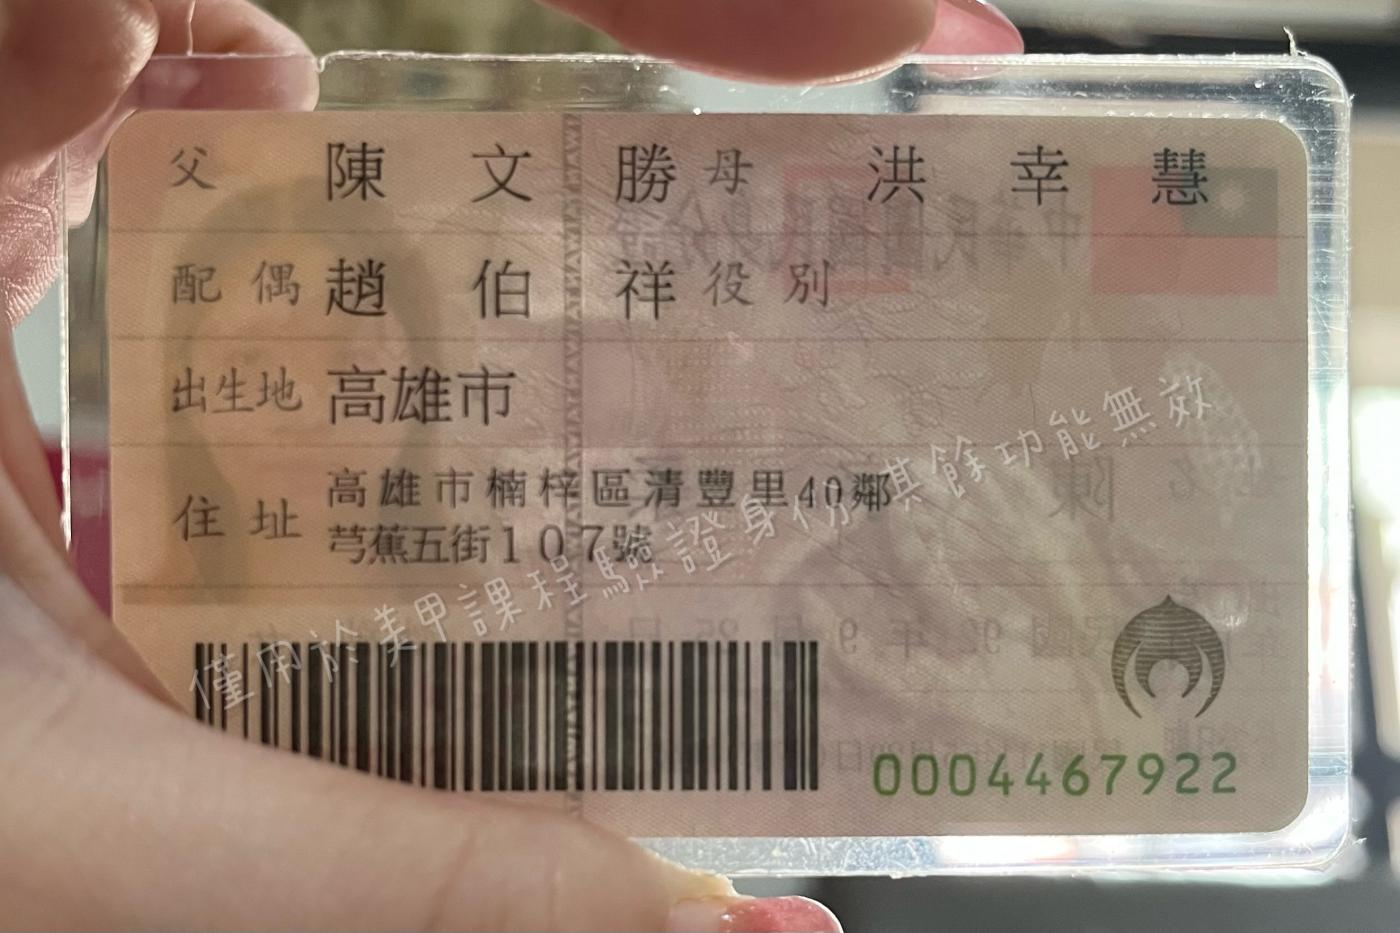 父 陳文勝 母 洪幸慧
配偶 趙伯祥 役別
出生地 高雄市
住址 高雄市楠梓區清豐里40鄰
芎蕉五街107號
僅用於美甲課程驗證身份 其餘功能無效
0004467922